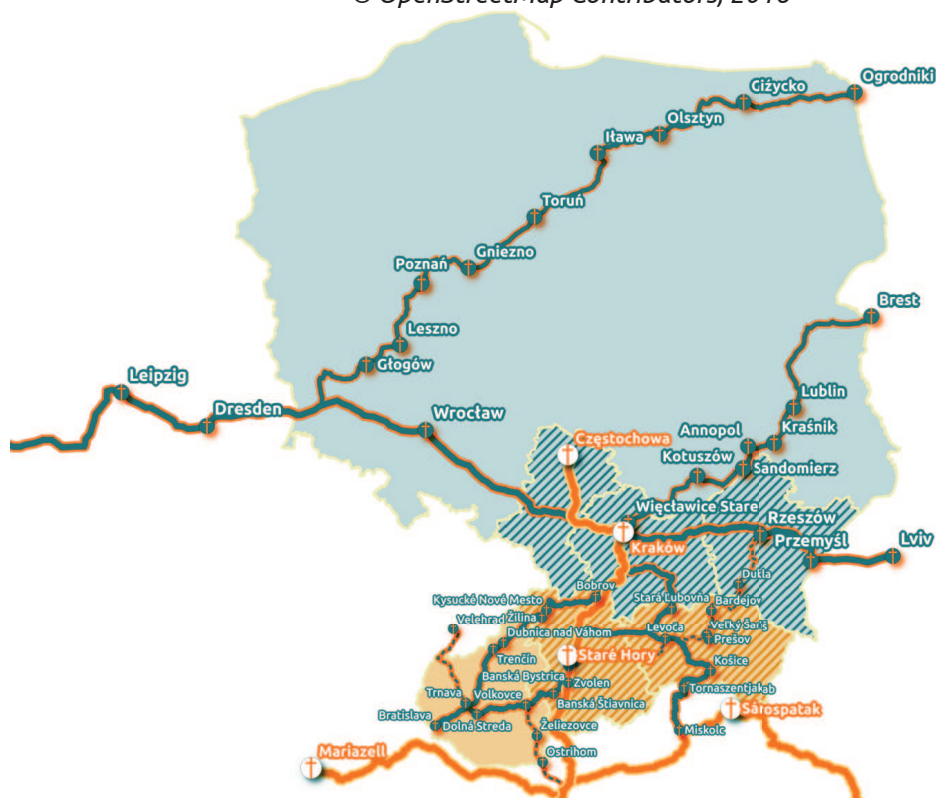 © OpenStreetMap Contributors, 2016
Ogrodniki
Ciżycko
Olsztyn
Iława
Toruń
Gniezno
Poznań
Brest
Leszno
Głogów
Leipzig
Lublin
Dresden
Wrocław
Kraśnik
Annopol
Częstochowa
Kotuszów
Sandomierz
Więcławice Stare
Rzeszów
Przemyśl
Lviv
Kraków
Dukla
Bobrov
Kysucké Nové Mesto
Stará Ľubovňa
Bardejov
Velehrad
Žilina
Levoča
Veľký Šariš
Dubnica nad Váhom
Prešov
Trenčín
Staré Hory
Košice
Banská Bystrica
Zvolen
Tornaszentjakab
Trnava
Volkovce
Banská Štiavnica
Sárospatak
Bratislava
Dolná Streda
Želiezovce
Miskolc
Mariazell
Ostrihom